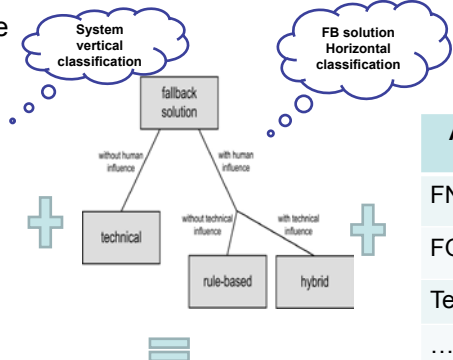 e
System
vertical
classification
FB solution
Horizontal
classification
fallback
solution
without human
influence
with human
influence
without technical
influence
with technical
influence
technical
rule-based
hybrid
A
FN
Te
…